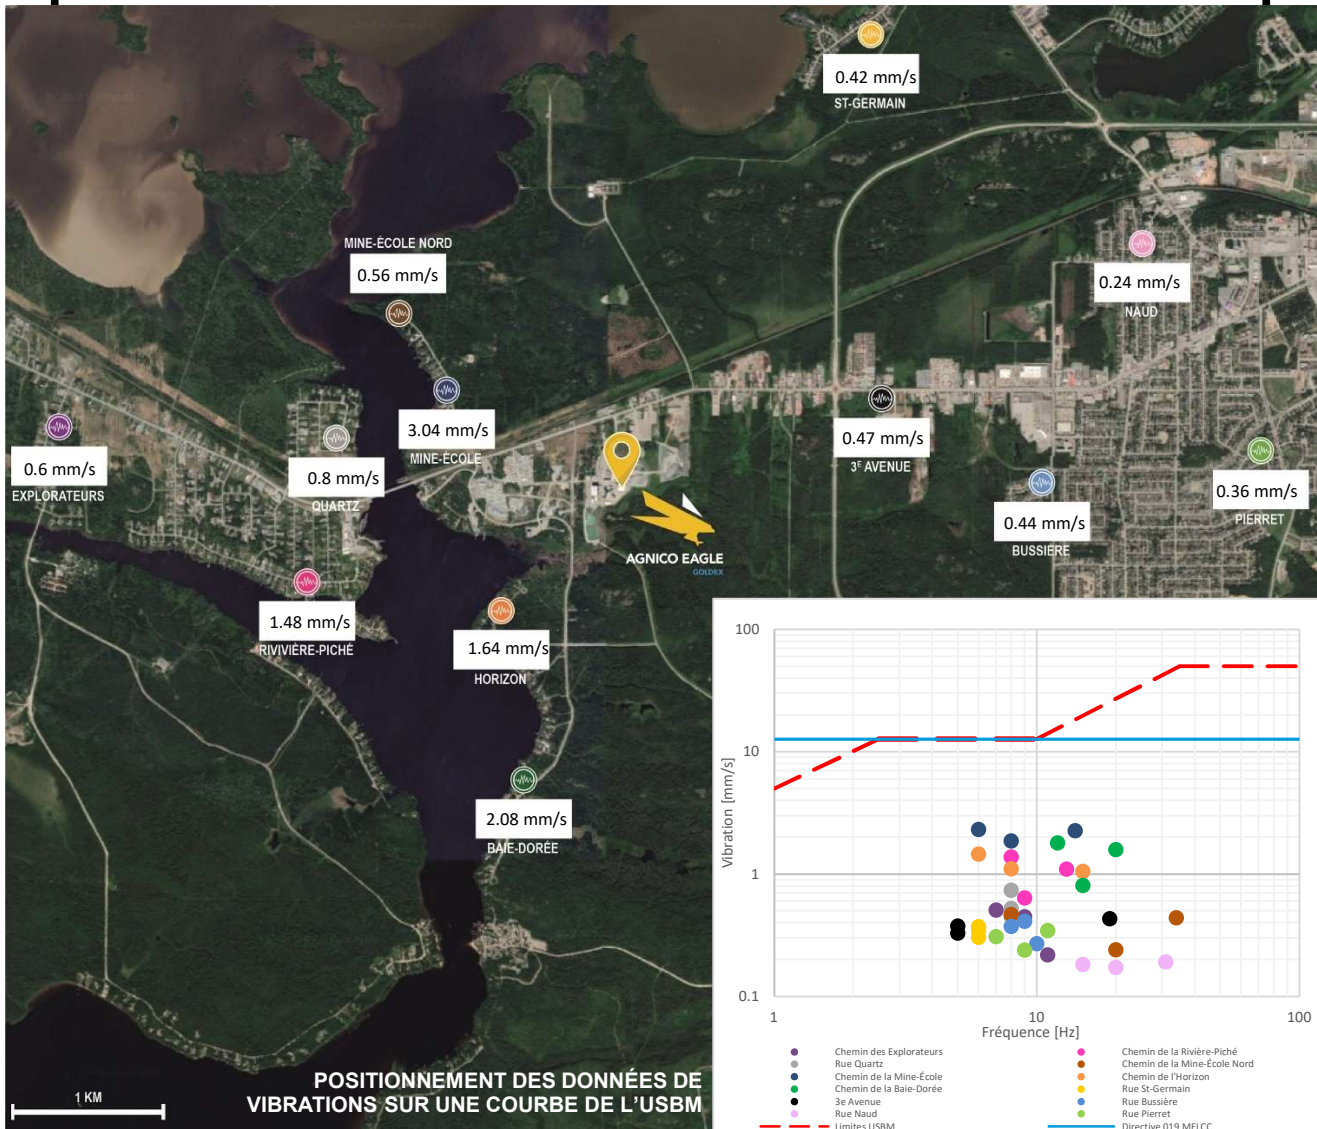 0.42 mm/s
ST-GERMAIN
MINE-ÉCOLE NORD
0.56 mm/s
0.24 mm/s
NAUD
3.04 mm/s
MINE-ÉCOLE
0.47 mm/s
3E AVENUE
0.6 mm/s
EXPLORATEURS
0.8 mm/s
QUARTZ
0.36 mm/s
PIERRET
0.44 mm/s
BUSSIÈRE
AGNICO EAGLE
GOLDEX
1.48 mm/s
RIVIVIÈRE-PICHÉ
1.64 mm/s
HORIZON
2.08 mm/s
BAIE-DORÉE
100
10
1
0.1
Vibration [mm/s]
1
10
100
Fréquence [Hz]
Chemin des Explorateurs
Chemin de la Rivière-Piché
Rue Quartz
Chemin de la Mine-École Nord
Chemin de la Mine-École
Chemin de l'Horizon
Chemin de la Baie-Dorée
Rue St-Germain
3e Avenue
Rue Bussière
Rue Naud
Rue Pierret
Limites USBM
Directive 019 MELCC
POSITIONNEMENT DES DONNÉES DE
VIBRATIONS SUR UNE COURBE DE L'USBM
1 KM